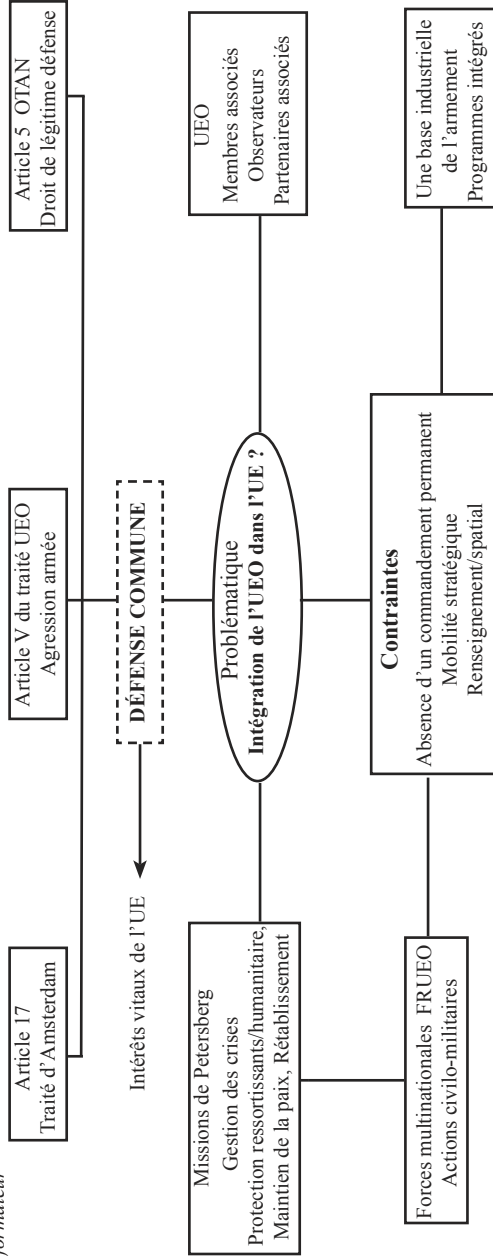 formateur
Article 17
Traité d'Amsterdam
Article V du traité UEO
Agression armée
Article 5 OTAN
Droit de légitime défense
DÉFENSE COMMUNE
Intérêts vitaux de l'UE
Missions de Petersberg
Gestion des crises
Protection ressortissants/humanitaire,
Maintien de la paix, Rétablissement
Problématique
Intégration de l'UEO dans l'UE ?
UEO
Membres associés
Observateurs
Partenaires associés
Forces multinationales FRUEO
Actions civilo-militaires
Contraintes
Absence d'un commandement permanent
Mobilité stratégique
Renseignement/spatial
Une base industrielle
de l'armement
Programmes intégrés